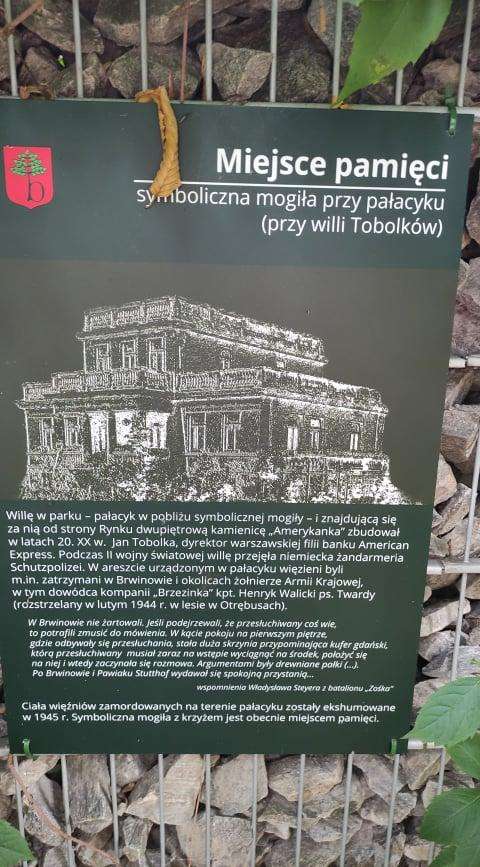 b
Miejsce pamięci
symboliczna mogiła przy pałacyku
(przy willi Tobolków)
Willę w parku – pałacyk w pobliżu symbolicznej mogiły – i znajdującą się
za nią od strony Rynku dwupiętrową kamienicę „Amerykanka” zbudował
w latach 20. XX w. Jan Tobolka, dyrektor warszawskiej filii banku American
Express. Podczas II wojny światowej willę przejęła niemiecka żandarmeria
Schutzpolizei. W areszcie urządzonym w pałacyku więzieni byli
m.in. zatrzymani w Brwinowie i okolicach żołnierze Armii Krajowej,
w tym dowódca kompanii „Brzezinka” kpt. Henryk Walicki ps. Twardy
(rozstrzelany w lutym 1944 r. w lesie w Otrębusach).
W Brwinowie nie żartowali. Jeśli podejrzewali, że przesłuchiwany coś wie,
to potrafili zmusić do mówienia. W kącie pokoju na pierwszym piętrze,
gdzie odbywały się przesłuchania, stała duża skrzynia przypominająca kufer gdański,
którą przesłuchiwany musiał zaraz na wstępie wyciągnąć na środek, położyć się
na niej i wtedy zaczynała się rozmowa. Argumentami były drewniane pałki (...).
Po Brwinowie i Pawiaku Stutthof wydawał się spokojną przystanią...
wspomnienia Władysława Steyera z batalionu „Zośka”
Ciała więźniów zamordowanych na terenie pałacyku zostały ekshumowane
w 1945 r. Symboliczna mogiła z krzyżem jest obecnie miejscem pamięci.